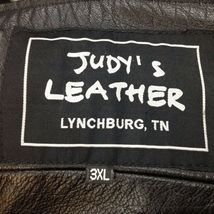 JUDY'S
LEATHER
LYNCHBURG, TN
3XL